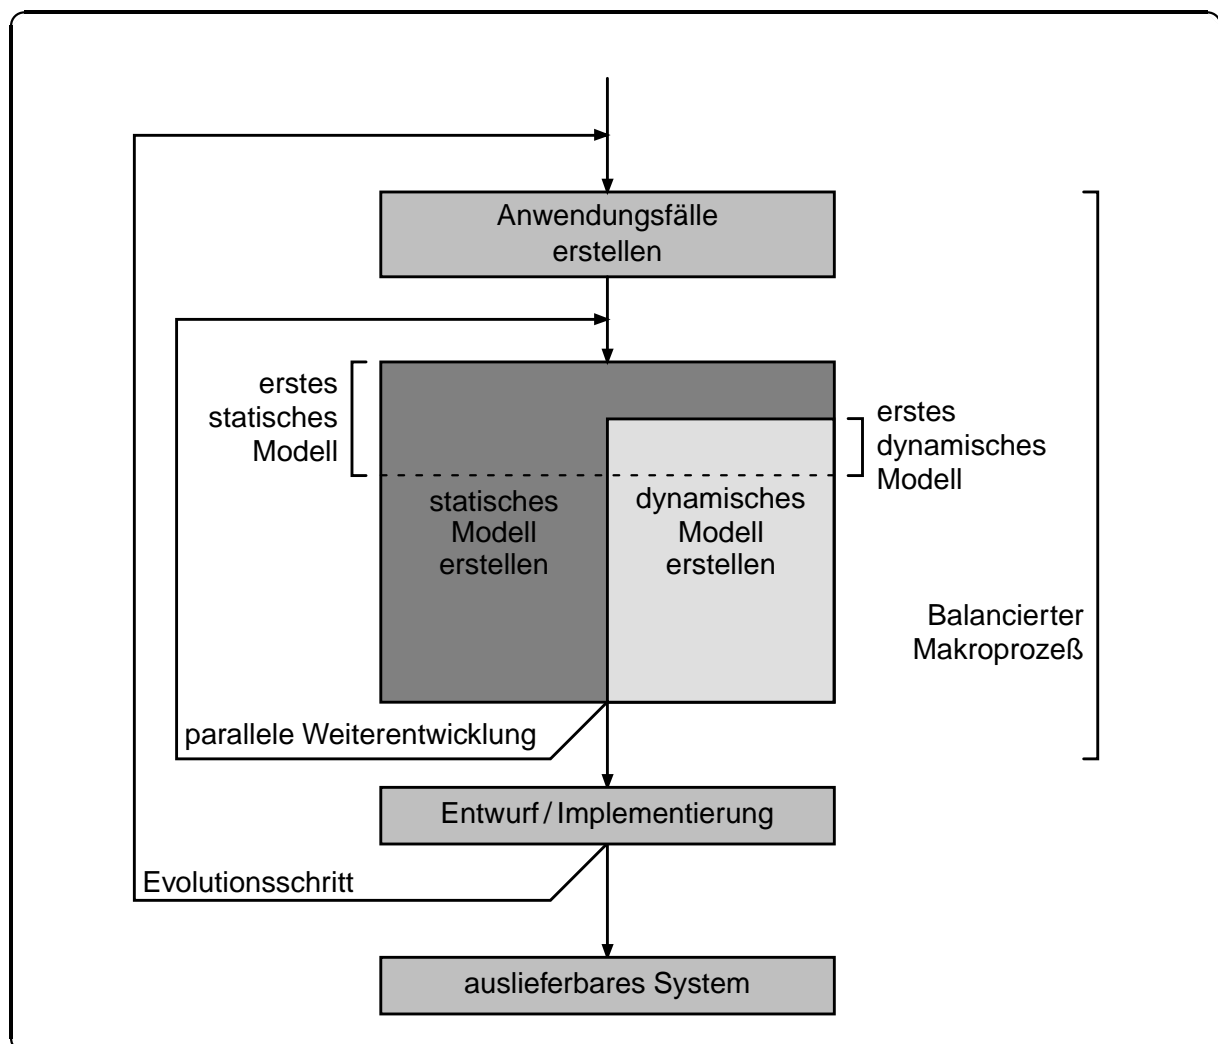 Anwendungsfälle
erstellen
erstes
statisches
Modell
erstes
dynamisches
Modell
statisches
Modell
erstellen
dynamisches
Modell
erstellen
Balancierter
Makroprozeß
parallele Weiterentwicklung
Entwurf / Implementierung
Evolutionsschritt
auslieferbares System